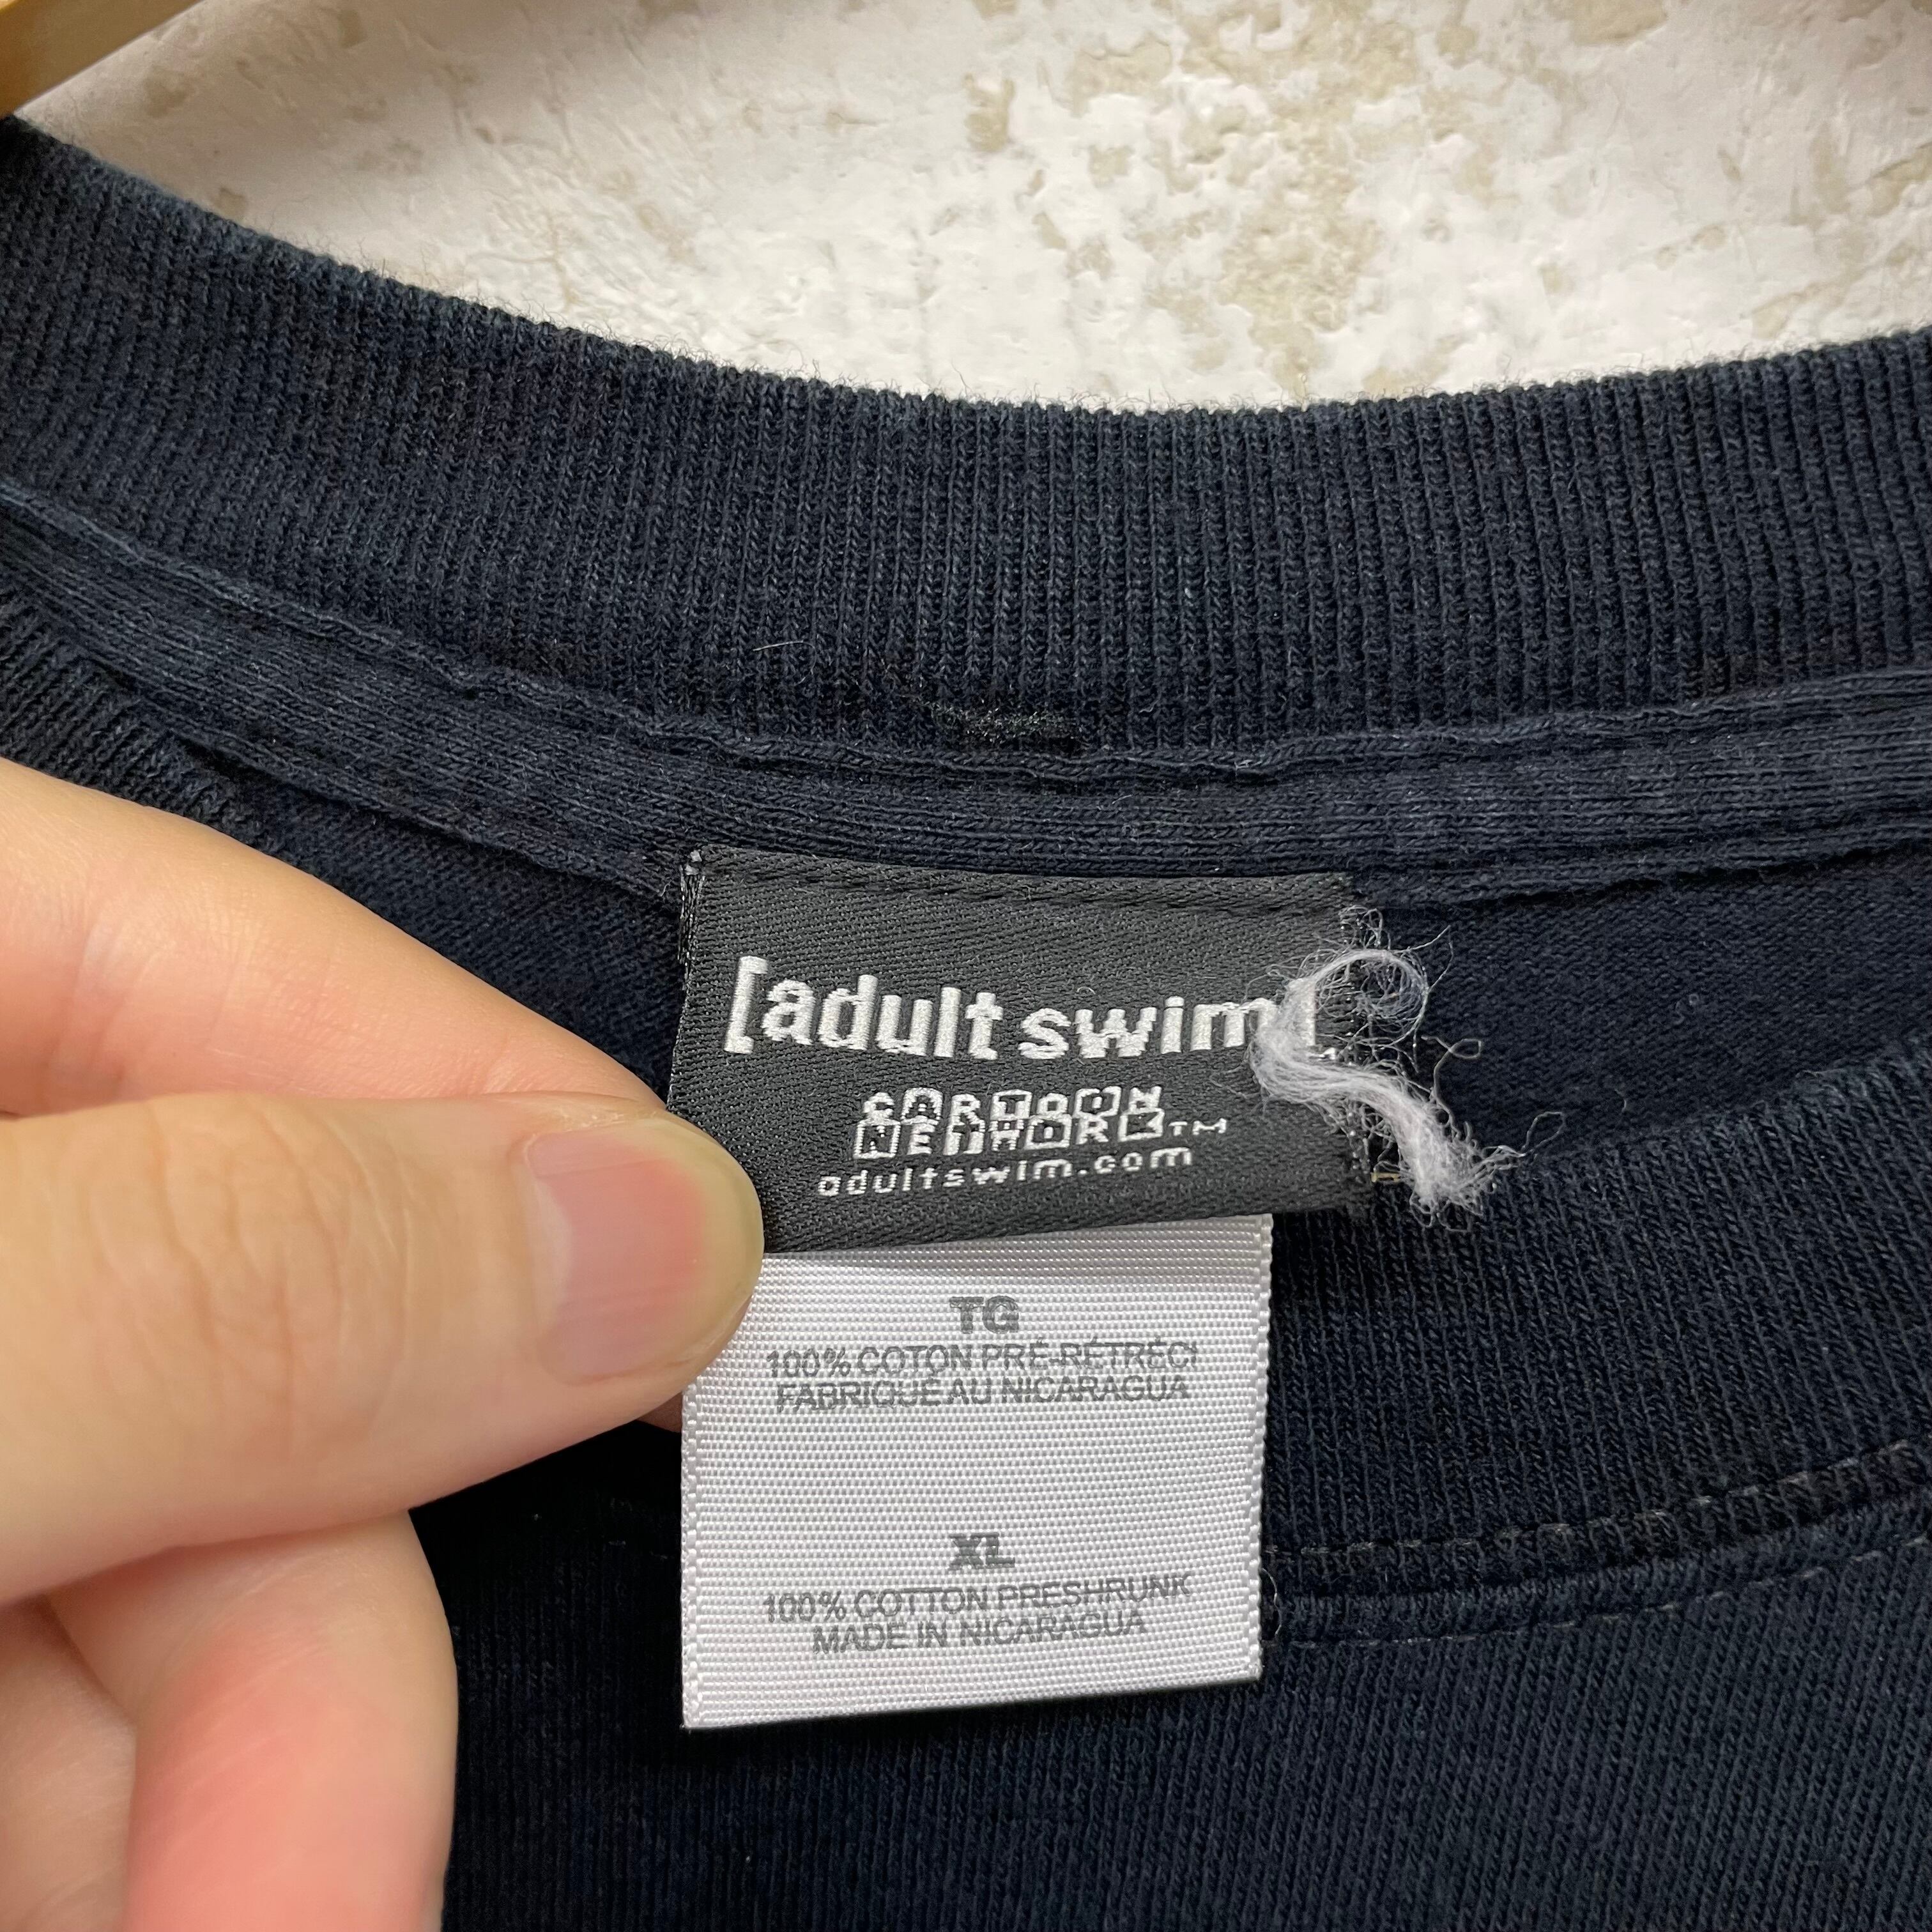 [adult swim]
CARTOON
NETWORK™
adultswim.com
TG
100% COTON PRÉ-RÉTRÉCI
FABRIQUÉ AU NICARAGUA
XL
100% COTTON PRESHRUNK
MADE IN NICARAGUA